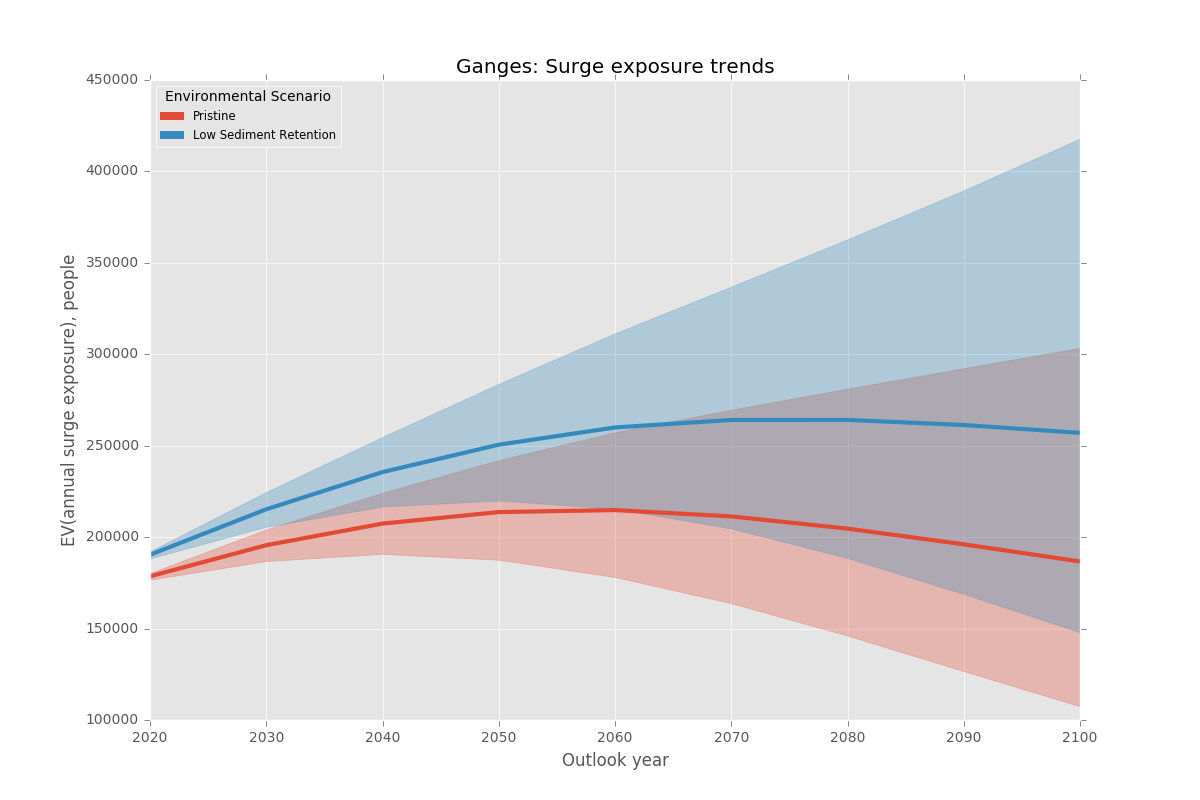 Ganges: Surge exposure trends
Environmental Scenario
Pristine
Low Sediment Retention
EV(annual surge exposure), people
450000
400000
350000
300000
250000
200000
150000
100000
2020 2030 2040 2050 2060 2070 2080 2090 2100
Outlook year